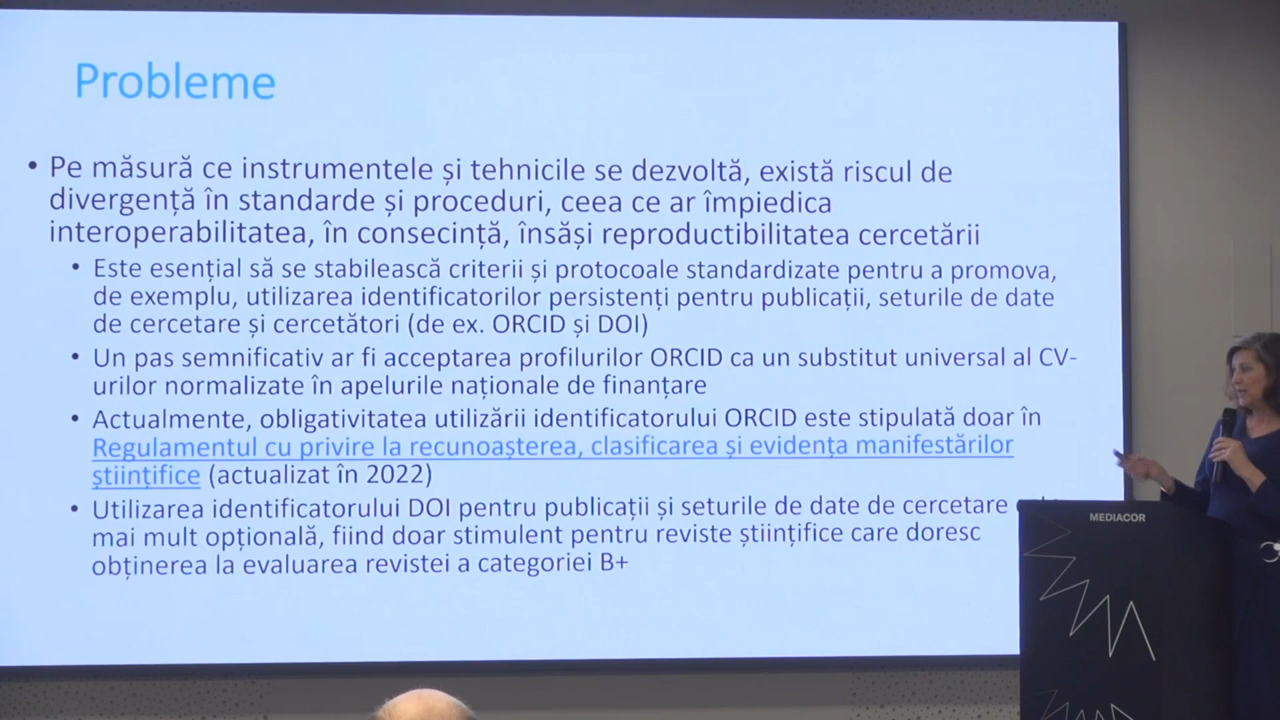 Probleme
• Pe măsură ce instrumentele și tehnicile se dezvoltă, există riscul de
divergență în standarde și proceduri, ceea ce ar împiedica
interoperabilitatea, în consecință, însăși reproductibilitatea cercetării
• Este esențial să se stabilească criterii și protocoale standardizate pentru a promova,
de exemplu, utilizarea identificatorilor persistenți pentru publicații, seturile de date
de cercetare și cercetători (de ex. ORCID și DOI)
• Un pas semnificativ ar fi acceptarea profilurilor ORCID ca un substitut universal al CV-
urilor normalizate în apelurile naționale de finanțare
• Actualmente, obligativitatea utilizării identificatorului ORCID este stipulată doar în
Regulamentul cu privire la recunoașterea, clasificarea și evidența manifestărilor
științifice (actualizat în 2022)
• Utilizarea identificatorului DOI pentru publicații și seturile de date de cercetare
mai mult opțională, fiind doar stimulent pentru reviste științifice care doresc
obținerea la evaluarea revistei a categoriei B+
MEDIACOR